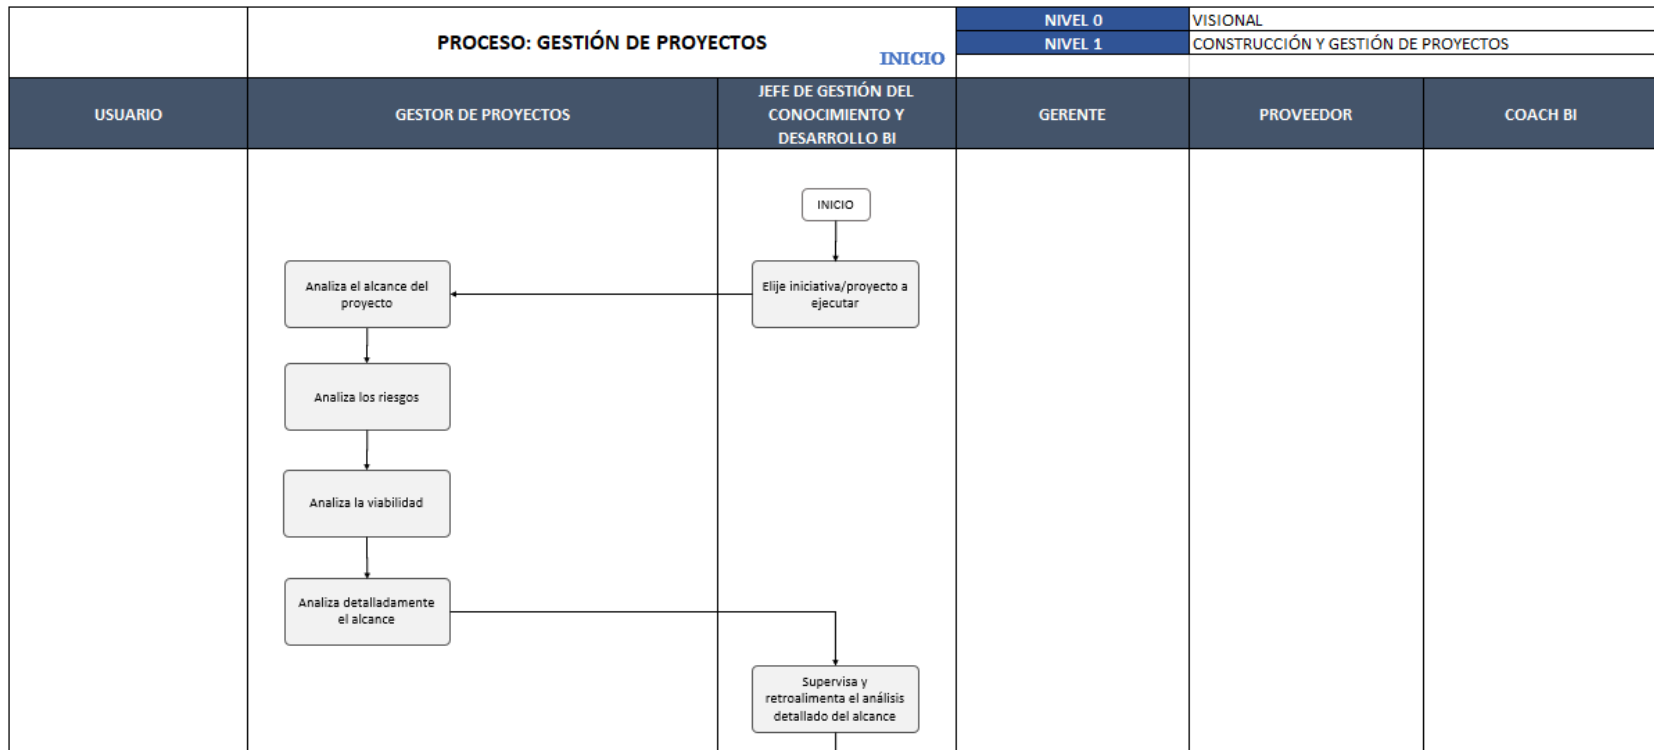 PROCESO: GESTIÓN DE PROYECTOS
INICIO
NIVEL 0
VISIONAL
NIVEL 1
CONSTRUCCIÓN Y GESTIÓN DE PROYECTOS
USUARIO
GESTOR DE PROYECTOS
JEFE DE GESTIÓN DEL
CONOCIMIENTO Y
DESARROLLO BI
GERENTE
PROVEEDOR
COACH BI
INICIO
Elije iniciativa/proyecto a
ejecutar
Analiza el alcance del
proyecto
Analiza los riesgos
Analiza la viabilidad
Analiza detalladamente
el alcance
Supervisa y
retroalimenta el análisis
detallado del alcance